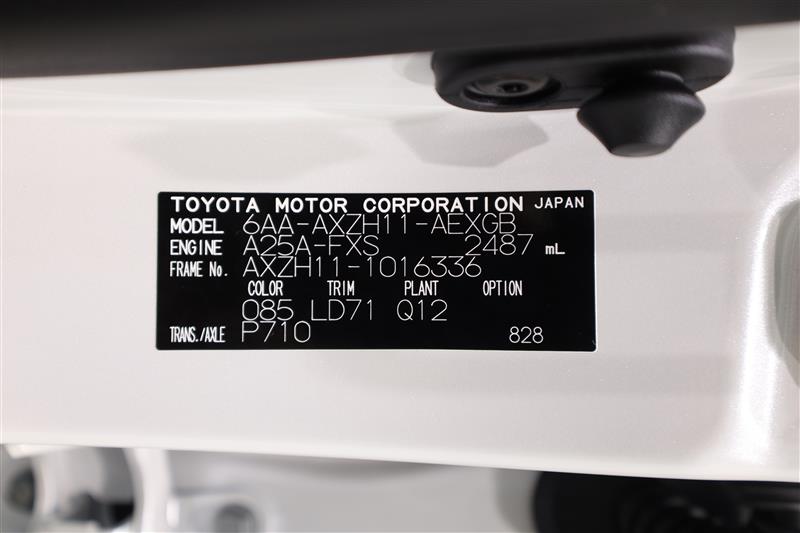 TOYOTA MOTOR CORPORATION JAPAN
MODEL 6AA-AXZH11-AEXGB
ENGINE A25A-FXS 2487 mL
FRAME No. AXZH11-1016336
COLOR TRIM PLANT OPTION
085 LD71 Q12
TRANS./AXLE P710 828